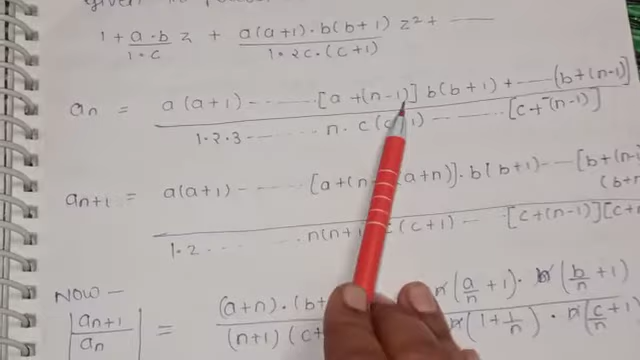 given
1 + a·b/1·c z + a(a+1)·b(b+1)/1·2c·(c+1) z² + -----
an = a(a+1)-------[a+(n-1)] b(b+1)+----(b+(n-1)]
1·2·3------- n· c( 1) -------[c+(n-1)]
an+1 = a(a+1)-------[a+(n a+n)]·b(b+1)---[b+(n-1
(b+n
1·2· · · · · ·n(n+1 (c+1)--- [c+(n-1)][c+n
NOW —
|an+1/an| = (a+n)·(b+ n(a/n+1)·n(b/n+1)
(n+1)(c+ n(1+1/n)·n(c/n+1